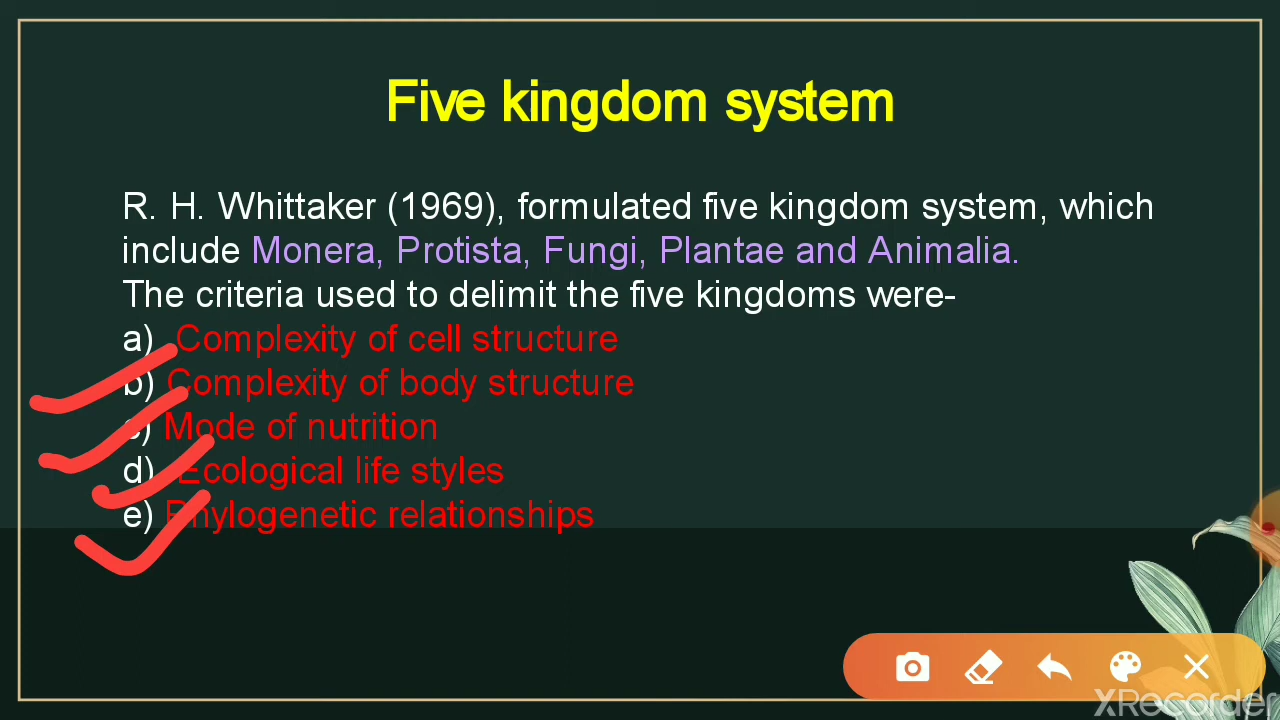 Five kingdom system
R. H. Whittaker (1969), formulated five kingdom system, which
include Monera, Protista, Fungi, Plantae and Animalia.
The criteria used to delimit the five kingdoms were-
a) Complexity of cell structure
b) Complexity of body structure
c) Mode of nutrition
d) Ecological life styles
e) Phylogenetic relationships
XRecorder